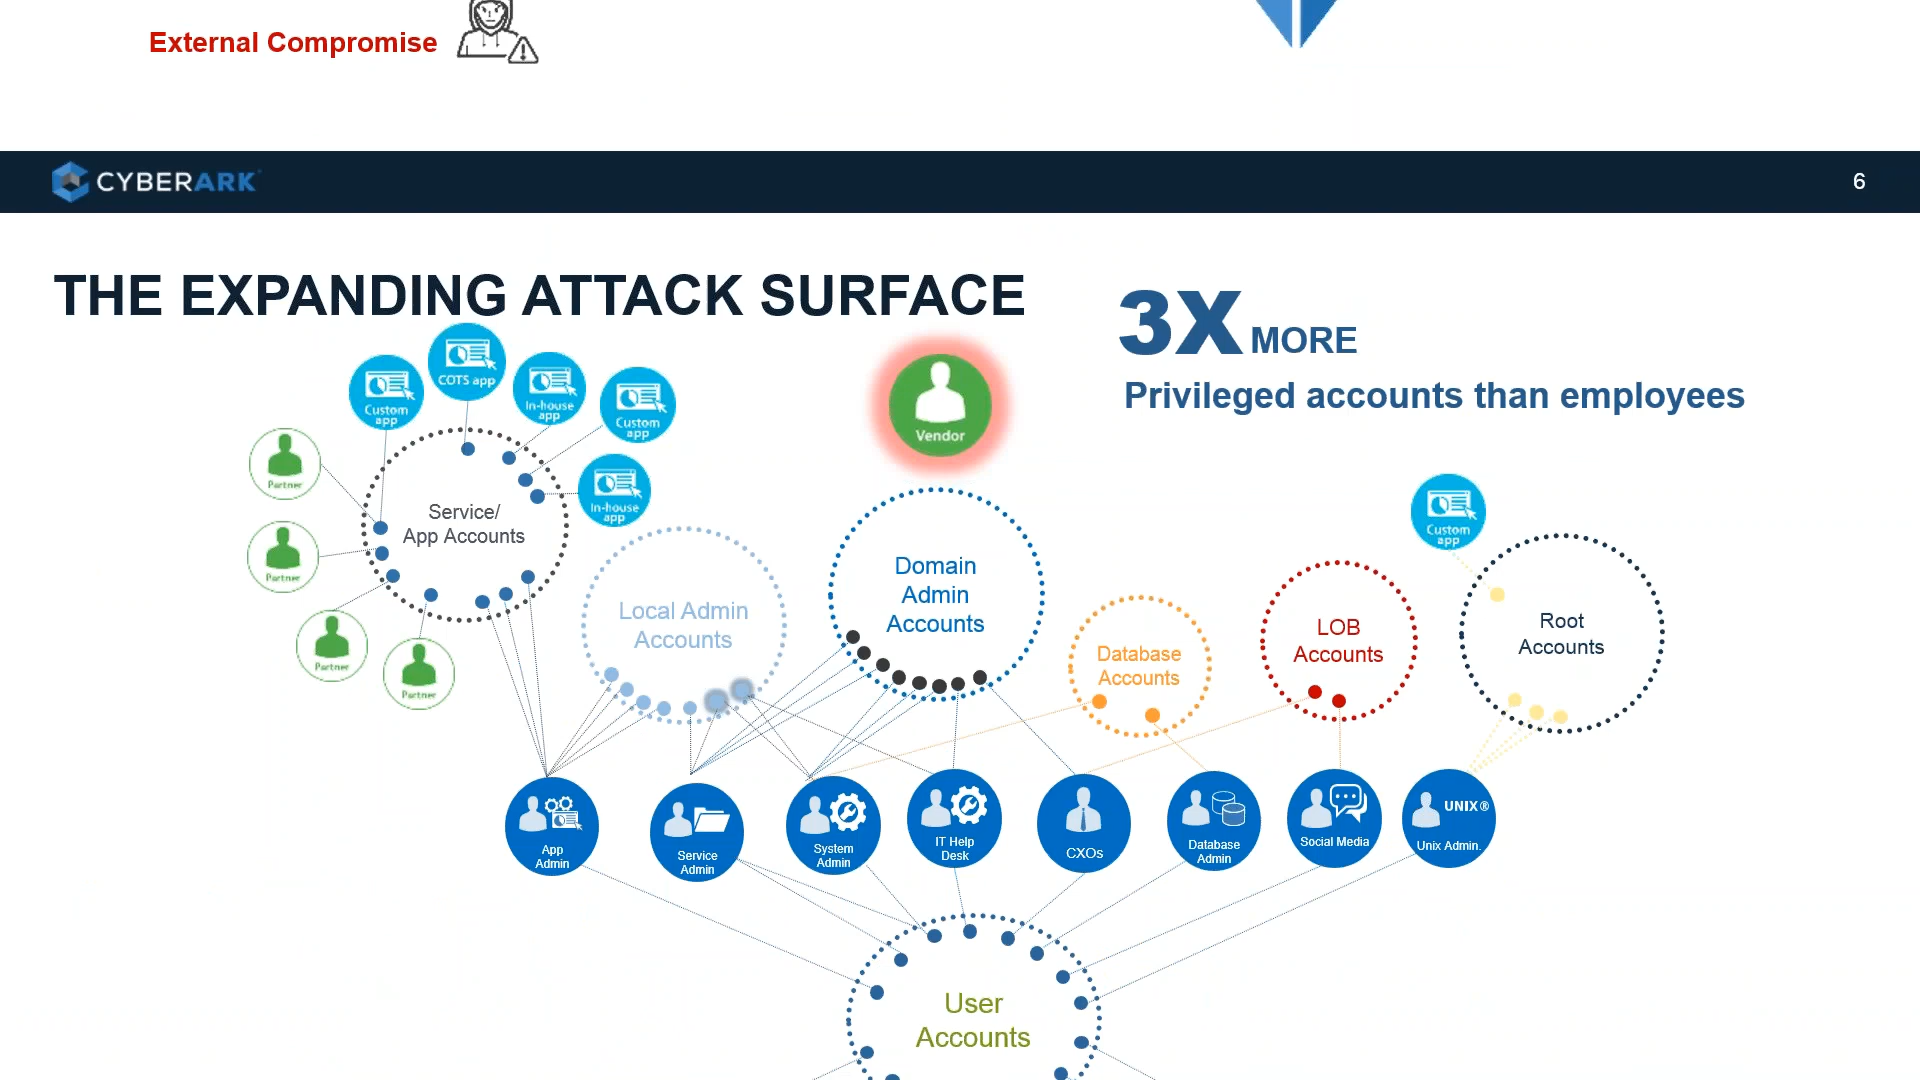 External Compromise
CYBERARK
6
THE EXPANDING ATTACK SURFACE
3X MORE
Privileged accounts than employees
COTS app
Custom
app
In-house
app
Custom
app
Vendor
Partner
In-house
app
Service/
App Accounts
Custom
app
Partner
Domain
Admin
Accounts
Local Admin
Accounts
Root
Accounts
LOB
Accounts
Database
Accounts
Partner
Partner
App
Admin
Service
Admin
System
Admin
IT Help
Desk
CXOs
Database
Admin
Social Media
UNIX®
Unix Admin.
User
Accounts